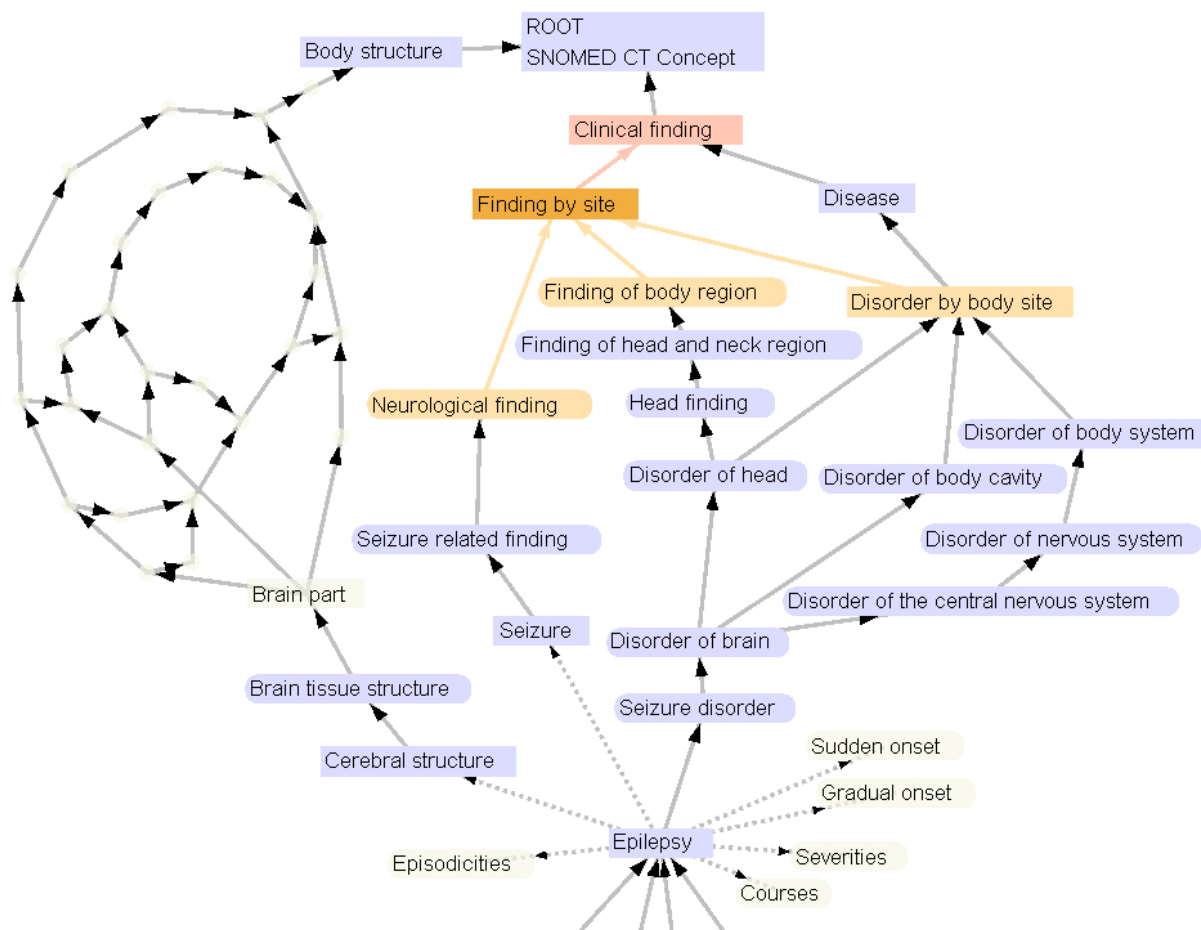 ROOT
Body structure
SNOMED CT Concept
Clinical finding
Finding by site
Disease
Finding of body region
Disorder by body site
Finding of head and neck region
Neurological finding
Head finding
Disorder of body system
Disorder of head
Disorder of body cavity
Seizure related finding
Disorder of nervous system
Brain part
Disorder of the central nervous system
Seizure
Disorder of brain
Brain tissue structure
Seizure disorder
Sudden onset
Cerebral structure
Gradual onset
Epilepsy
Episodicities
Severities
Courses